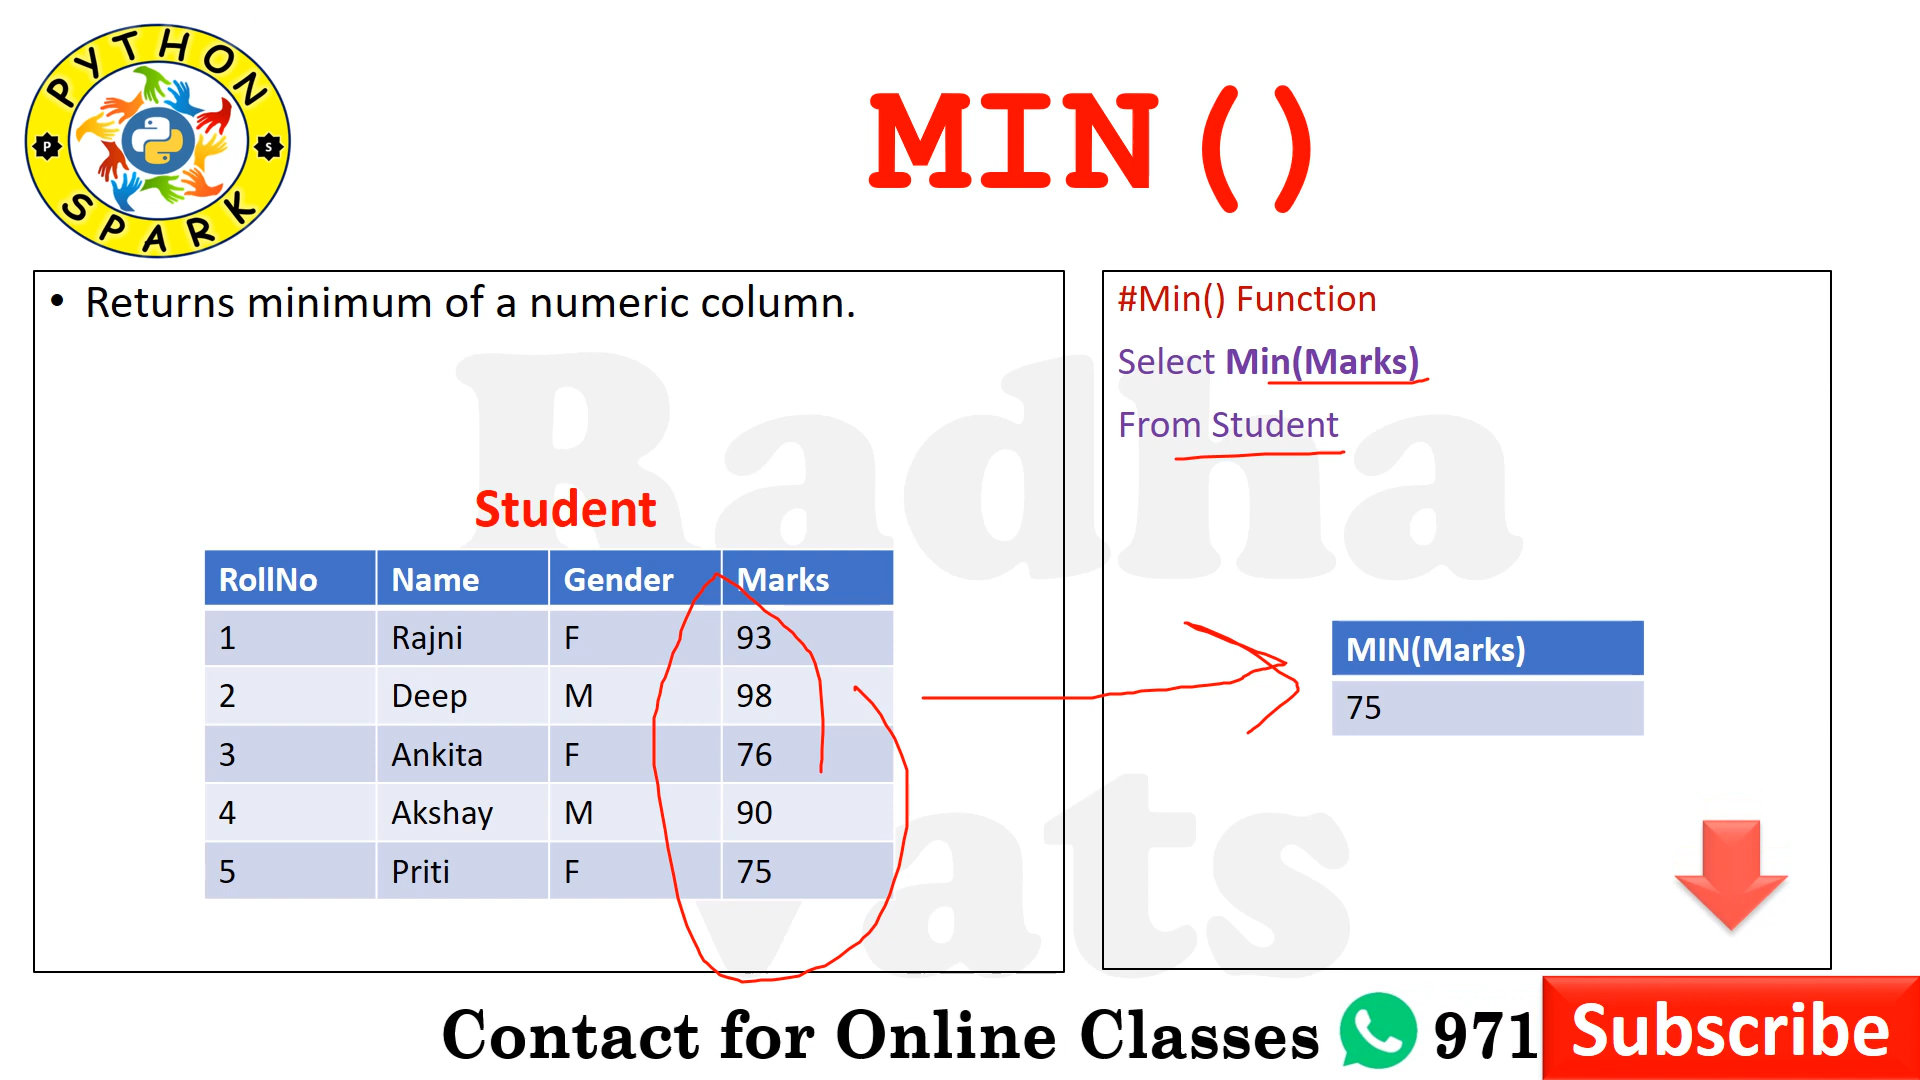 PYTHON
P S
SPARK
MIN()
• Returns minimum of a numeric column.
#Min() Function
Select Min(Marks)
From Student
Radha
Vats
Student
RollNo Name Gender Marks
1 Rajni F 93
2 Deep M 98
3 Ankita F 76
4 Akshay M 90
5 Priti F 75
MIN(Marks)
75
Contact for Online Classes 971
Subscribe